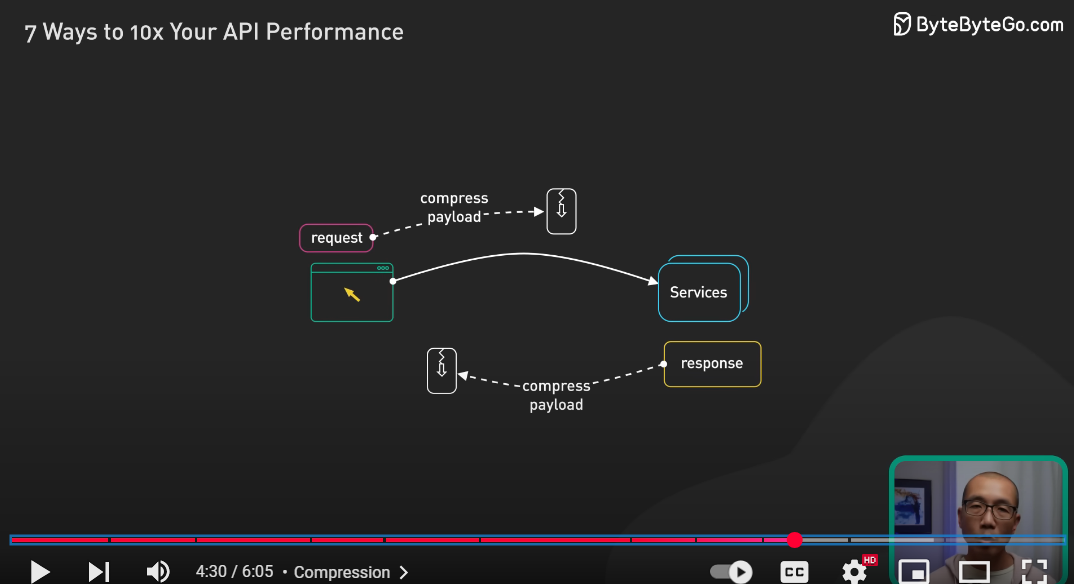 7 Ways to 10x Your API Performance
ByteByteGo.com
compress
payload
request
Services
response
compress
payload
4:30 / 6:05 • Compression
CC
HD